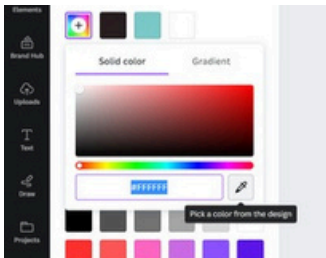 Elements
Brand Hub
Uploads
Text
Draw
Projects
Solid color
Gradient
#FFFFFF
Pick a color from the design